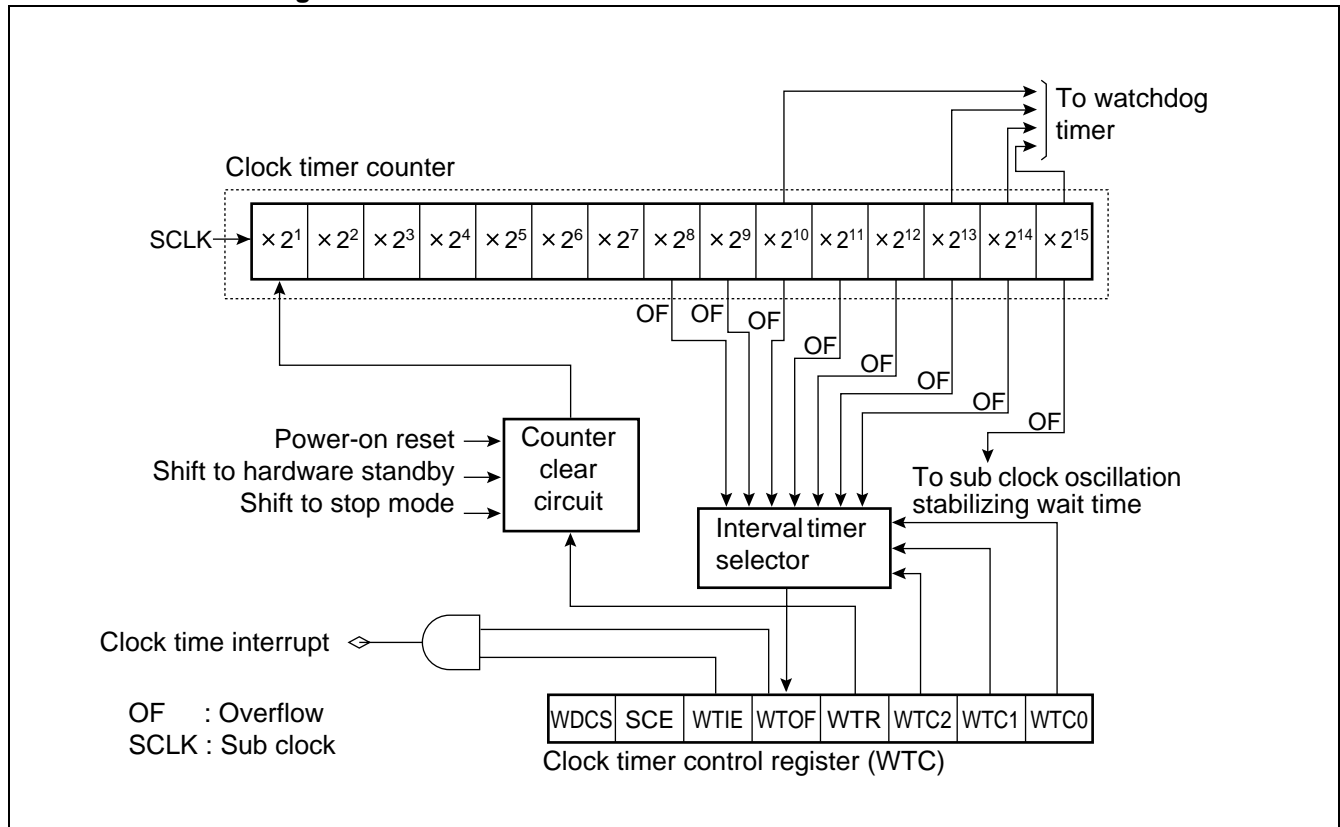 To watchdog
timer
Clock timer counter
SCLK
×2¹ ×2² ×2³ ×2⁴ ×2⁵ ×2⁶ ×2⁷ ×2⁸ ×2⁹ ×2¹⁰ ×2¹¹ ×2¹² ×2¹³ ×2¹⁴ ×2¹⁵
OF OF OF
OF
OF
OF
OF
OF
Power-on reset
Shift to hardware standby
Shift to stop mode
Counter
clear
circuit
To sub clock oscillation
stabilizing wait time
Interval timer
selector
Clock time interrupt
OF : Overflow
SCLK : Sub clock
WDCS SCE WTIE WTOF WTR WTC2 WTC1 WTC0
Clock timer control register (WTC)